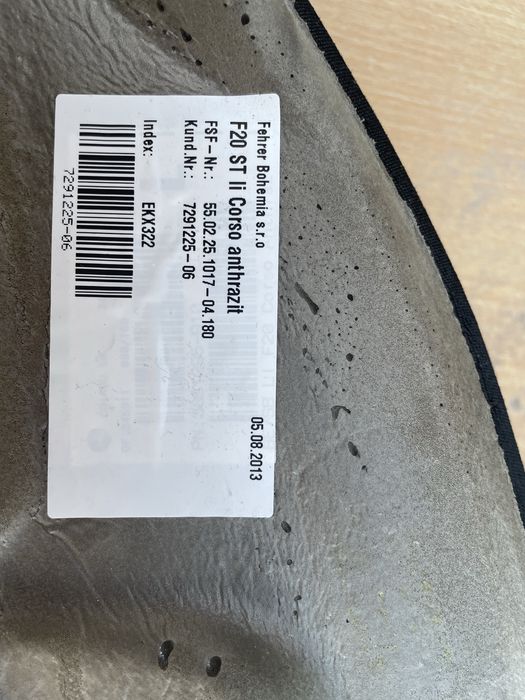 Fehrer Bohemia s.r.o
05.08.2013
F20 ST li Corso anthrazit
FSF-Nr.: 55.02.25.1017-04.180
Kund.Nr.: 7291225-06
Index: EKX322
7291225-06